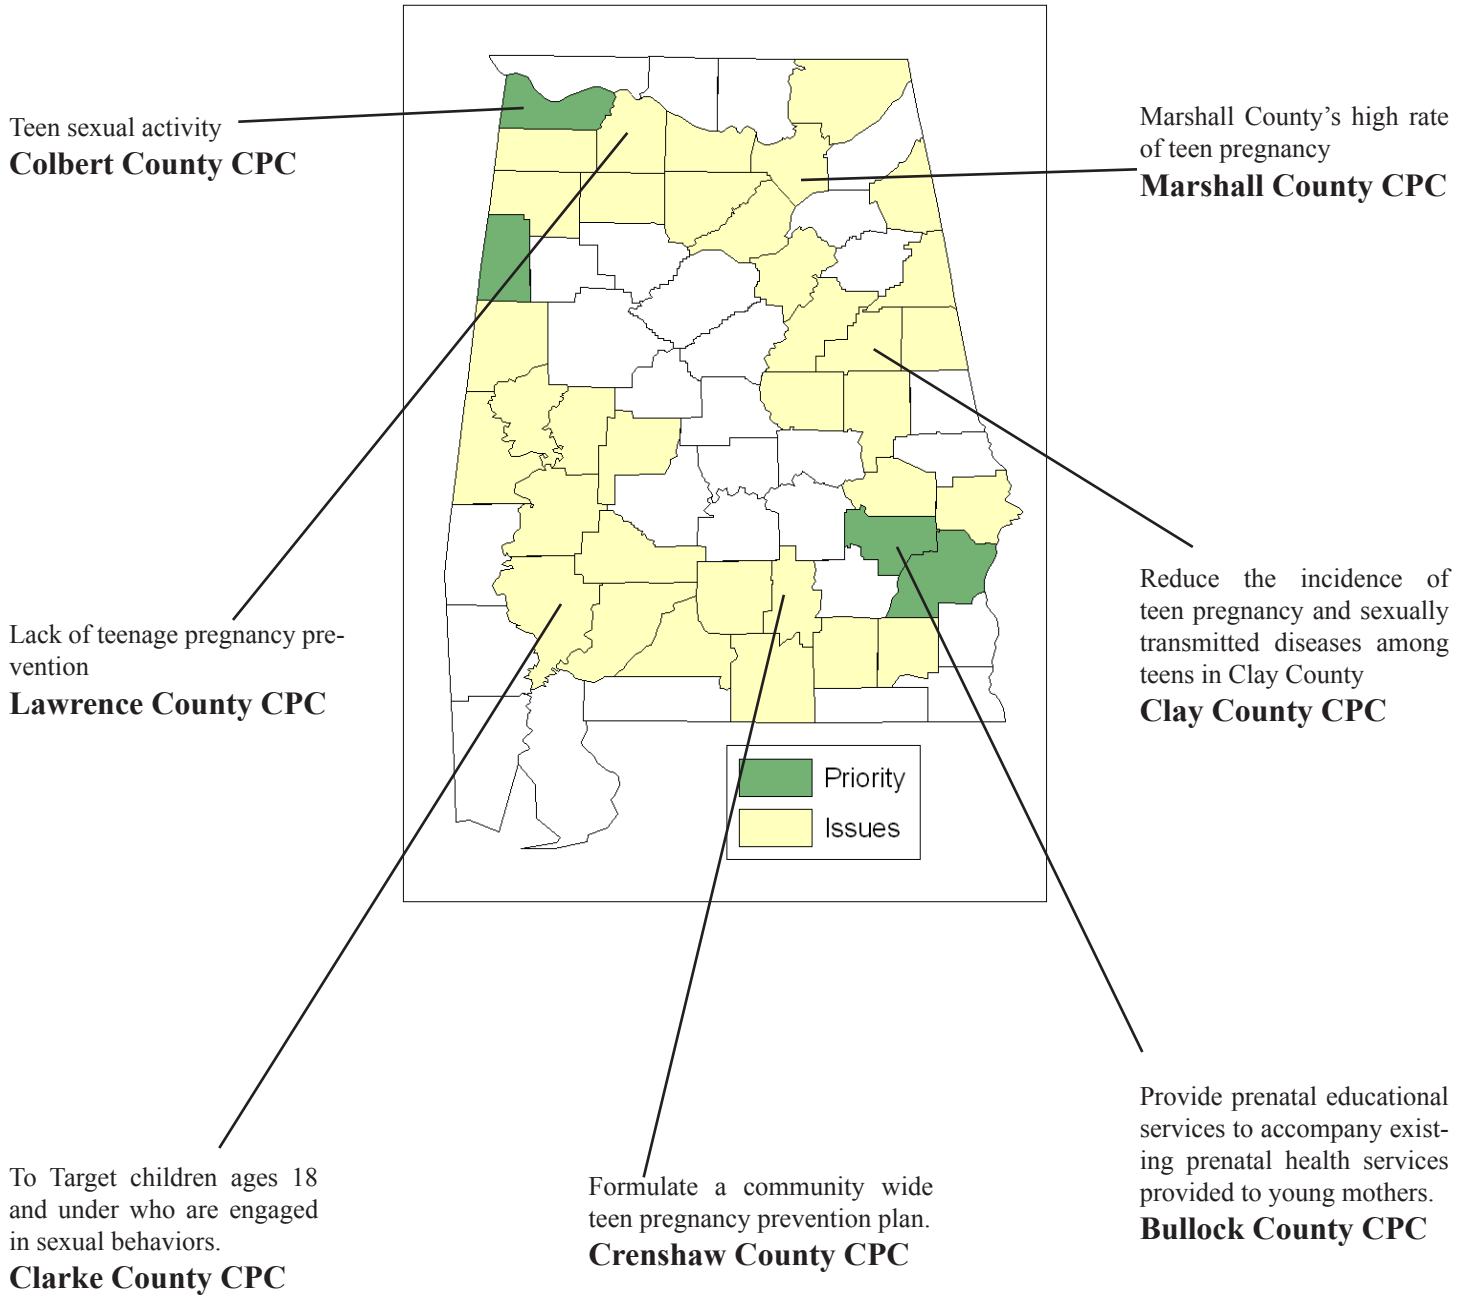 Teen sexual activity
Colbert County CPC
Marshall County’s high rate
of teen pregnancy
Marshall County CPC
Lack of teenage pregnancy pre-
vention
Lawrence County CPC
Reduce the incidence of
teen pregnancy and sexually
transmitted diseases among
teens in Clay County
Clay County CPC
Priority
Issues
To Target children ages 18
and under who are engaged
in sexual behaviors.
Clarke County CPC
Formulate a community wide
teen pregnancy prevention plan.
Crenshaw County CPC
Provide prenatal educational
services to accompany exist-
ing prenatal health services
provided to young mothers.
Bullock County CPC